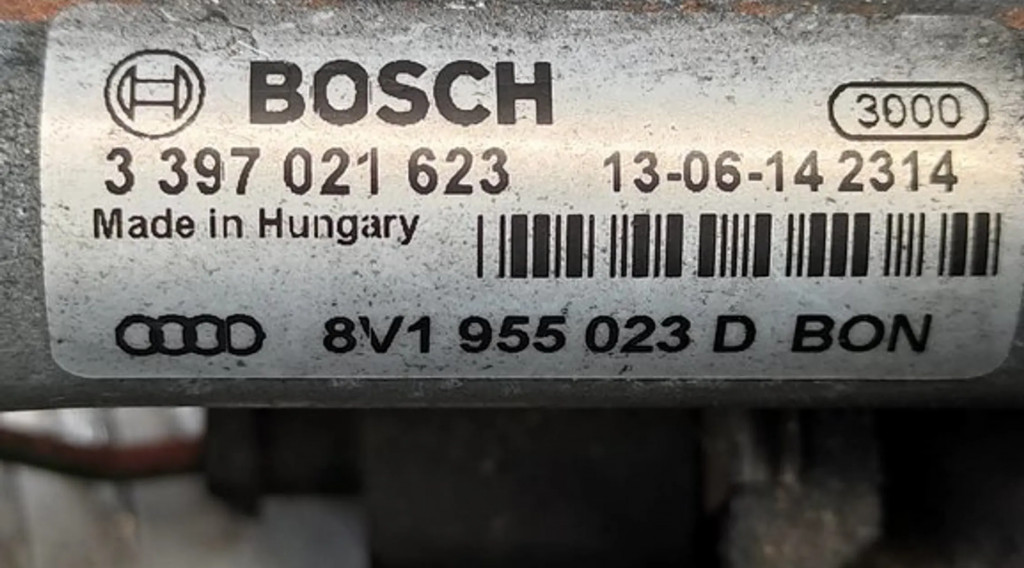 BOSCH 3000
3 397 021 623 13-06-14 2314
Made in Hungary
8V1 955 023 D BON